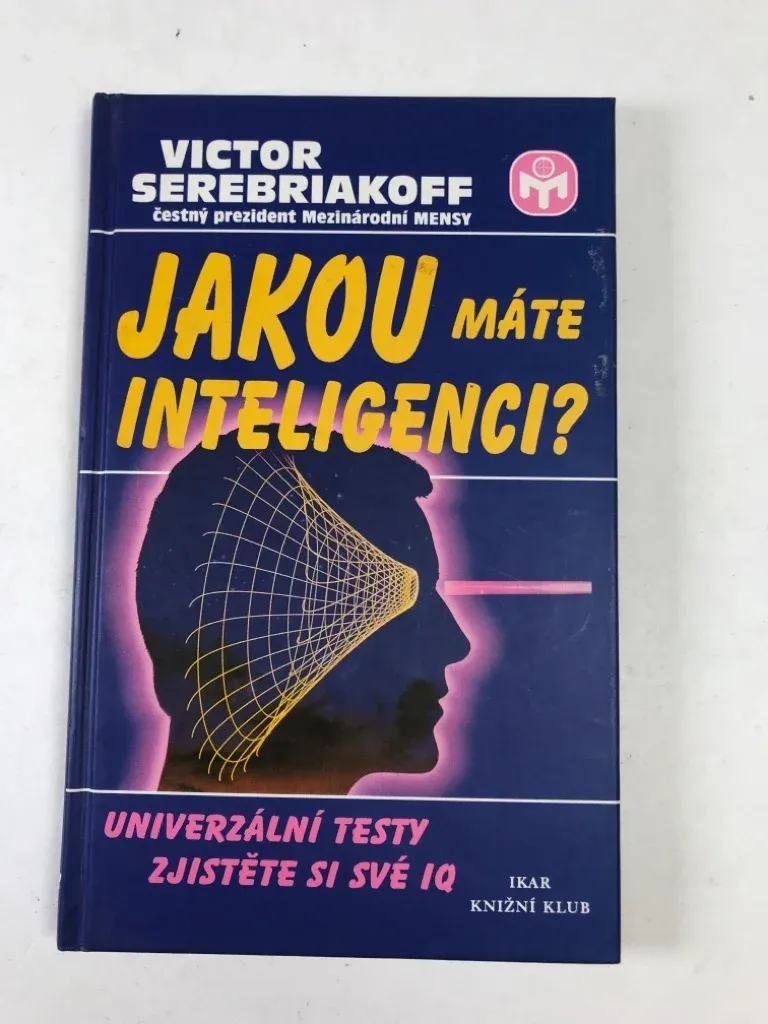 VICTOR
SEREBRIAKOFF
čestný prezident Mezinárodní MENSY
JAKOU MÁTE
INTELIGENCI?
UNIVERZÁLNÍ TESTY
ZJISTĚTE SI SVÉ IQ
IKAR
KNIŽNÍ KLUB